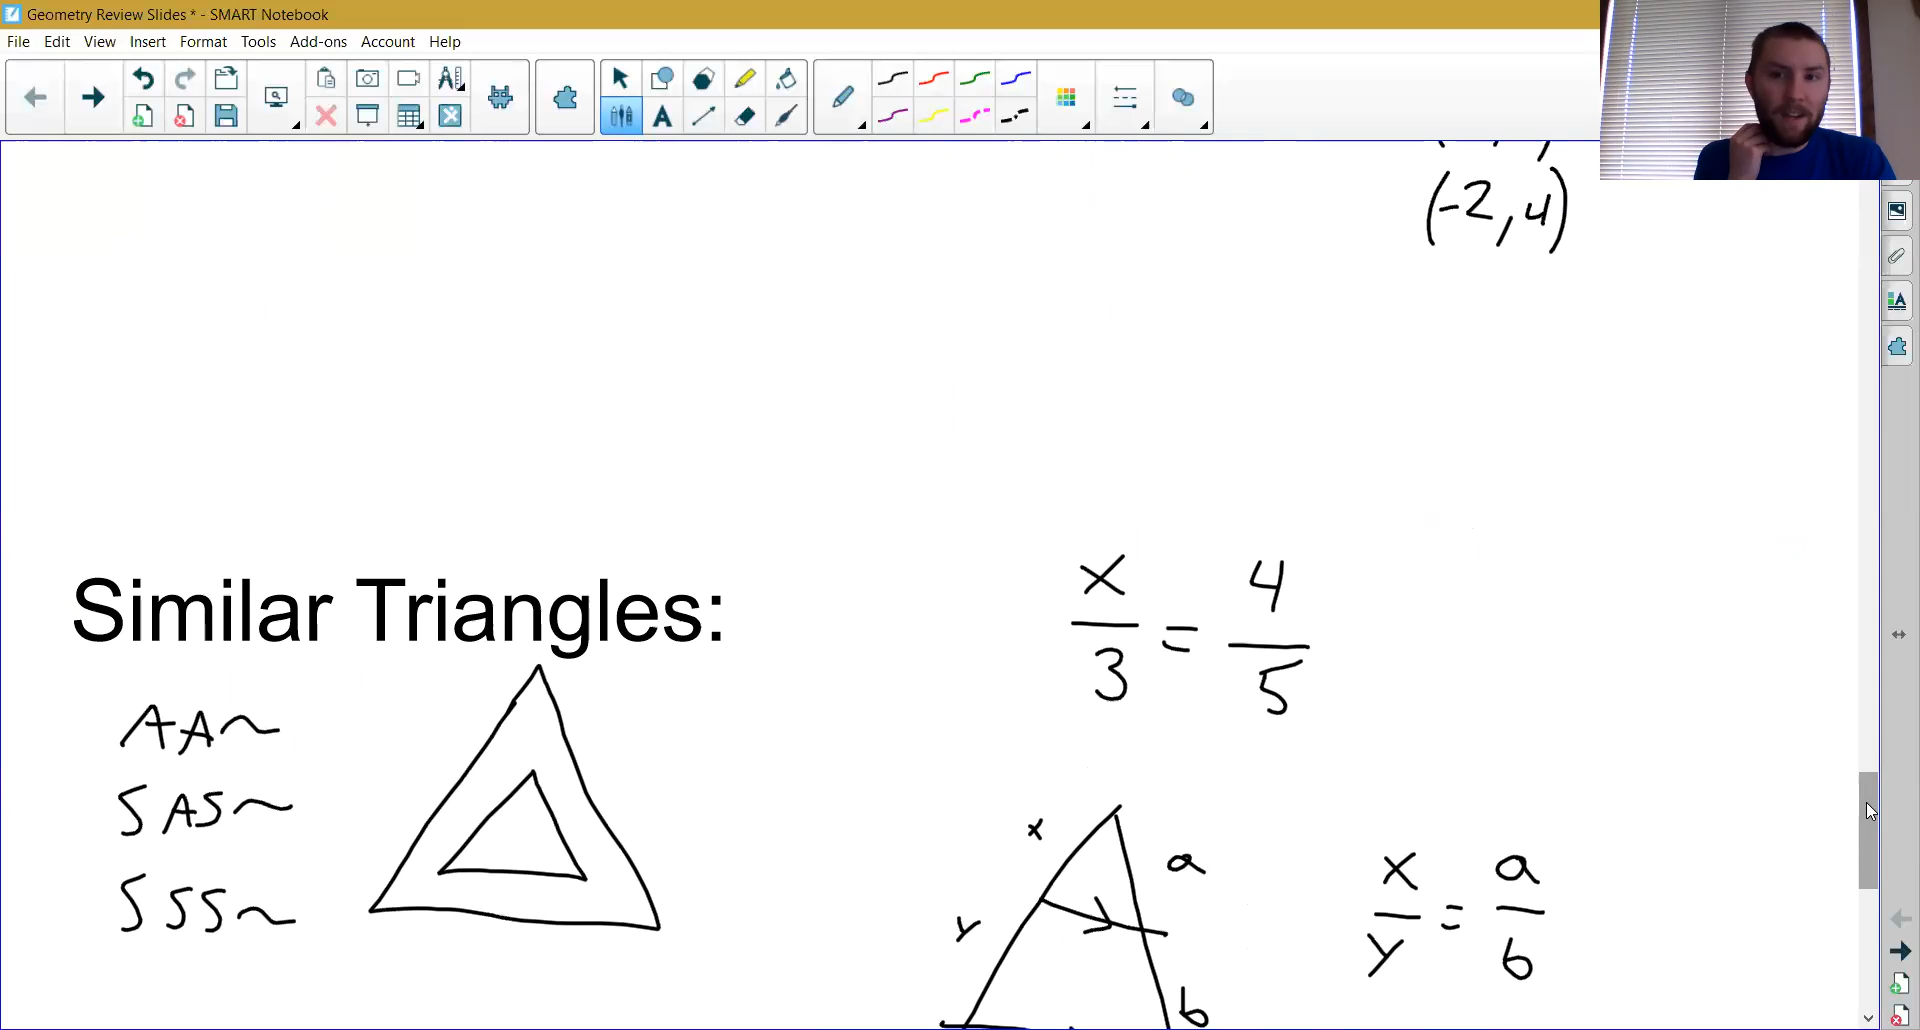 Geometry Review Slides * - SMART Notebook
File Edit View Insert Format Tools Add-ons Account Help
(-2,4)
Similar Triangles:
x/3 = 4/5
AA~
SAS~
SSS~
x
a
y
b
x/y = a/b